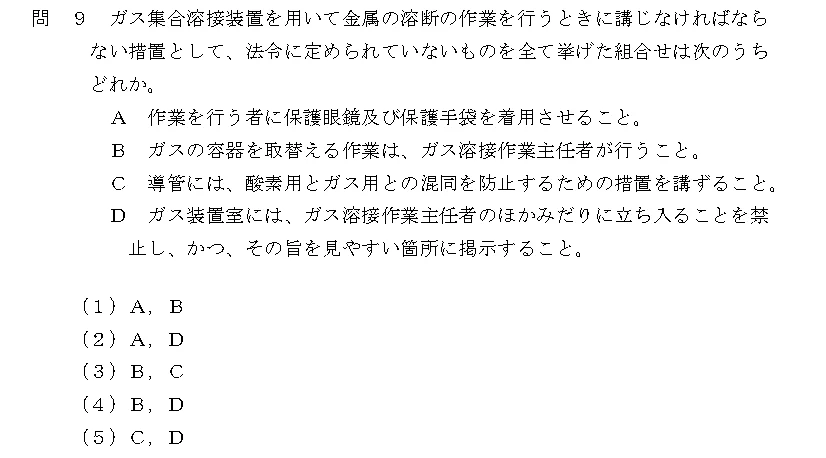 問　９　ガス集合溶接装置を用いて金属の溶断の作業を行うときに講じなければなら
ない措置として、法令に定められていないものを全て挙げた組合せは次のうち
どれか。
Ａ　作業を行う者に保護眼鏡及び保護手袋を着用させること。
Ｂ　ガスの容器を取替える作業は、ガス溶接作業主任者が行うこと。
Ｃ　導管には、酸素用とガス用との混同を防止するための措置を講ずること。
Ｄ　ガス装置室には、ガス溶接作業主任者のほかみだりに立ち入ることを禁
止し、かつ、その旨を見やすい箇所に掲示すること。
（１）Ａ，Ｂ
（２）Ａ，Ｄ
（３）Ｂ，Ｃ
（４）Ｂ，Ｄ
（５）Ｃ，Ｄ